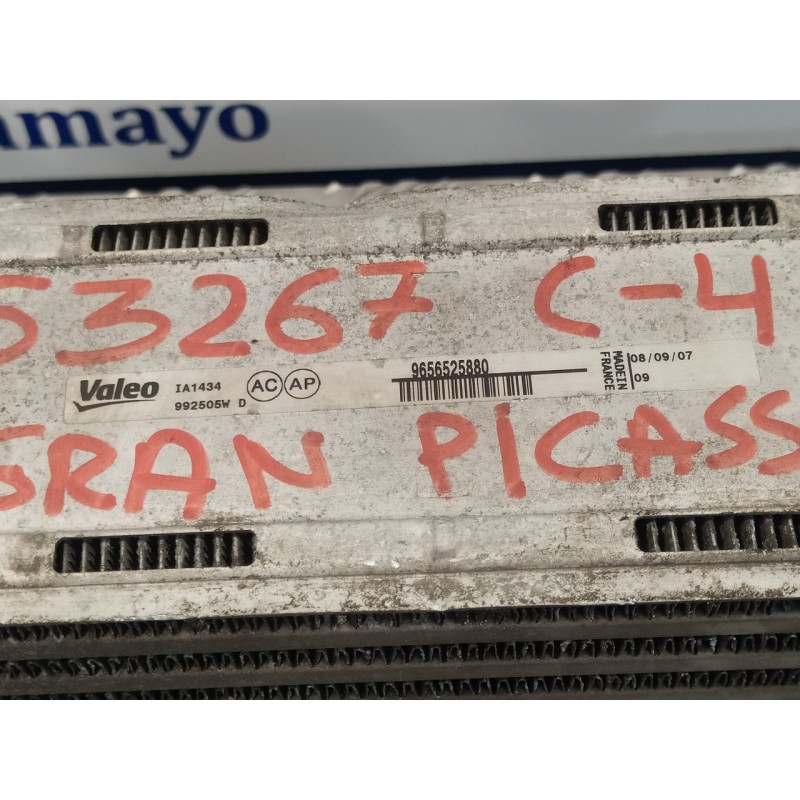 amayo
53267 C-4
GRAN PICASS
Valeo IA1434 AC AP 9656525880 MADE IN FRANCE 08/09/07
992505W D 09